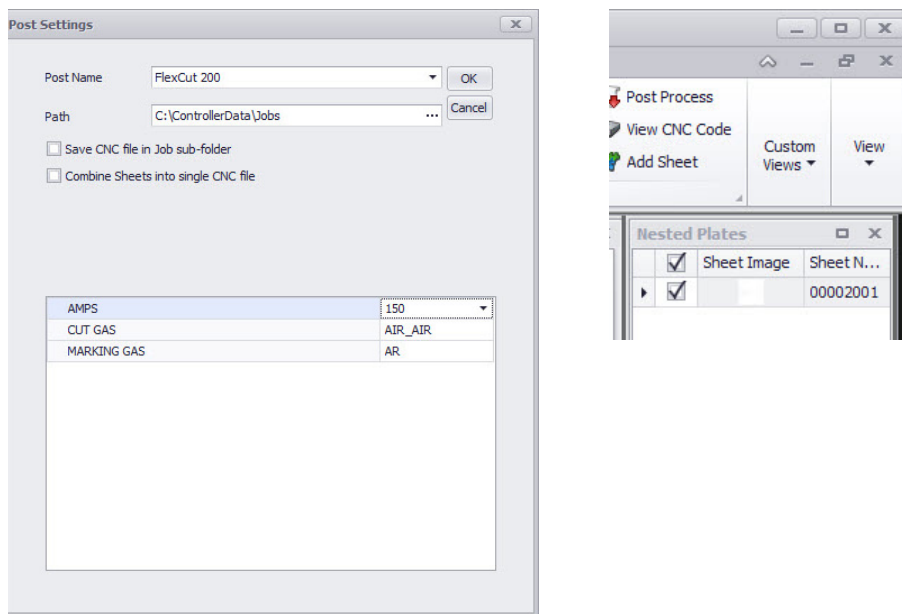 Post Settings
Post Name FlexCut 200 OK
Path C:\ControllerData\Jobs ... Cancel
Save CNC file in Job sub-folder
Combine Sheets into single CNC file
AMPS 150
CUT GAS AIR_AIR
MARKING GAS AR
Post Process
View CNC Code
Add Sheet
Custom
Views
View
Nested Plates
Sheet Image Sheet N...
00002001